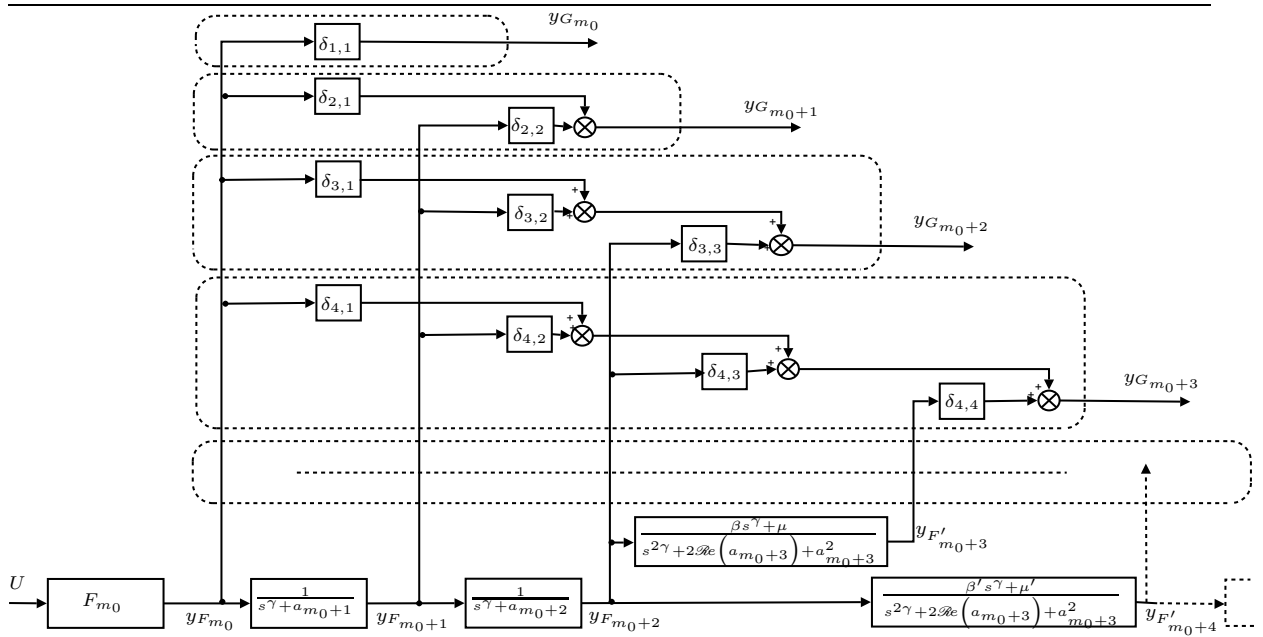 y_{G_{m_0}}
δ_{1,1}
δ_{2,1}
y_{G_{m_0+1}}
δ_{2,2}
δ_{3,1}
+
δ_{3,2}
+
y_{G_{m_0+2}}
+
δ_{3,3}
+
δ_{4,1}
+
+
δ_{4,2}
+
δ_{4,3}
+
y_{G_{m_0+3}}
+
δ_{4,4}
+
βs^γ+μ
s^{2γ}+2ℛe(a_{m_0+3})+a^2_{m_0+3}
y_{F'_{m_0+3}}
U
F_{m_0}
y_{F_{m_0}}
1
s^γ+a_{m_0+1}
y_{F_{m_0+1}}
1
s^γ+a_{m_0+2}
y_{F_{m_0+2}}
β's^γ+μ'
s^{2γ}+2ℛe(a_{m_0+3})+a^2_{m_0+3}
y_{F'_{m_0+4}}